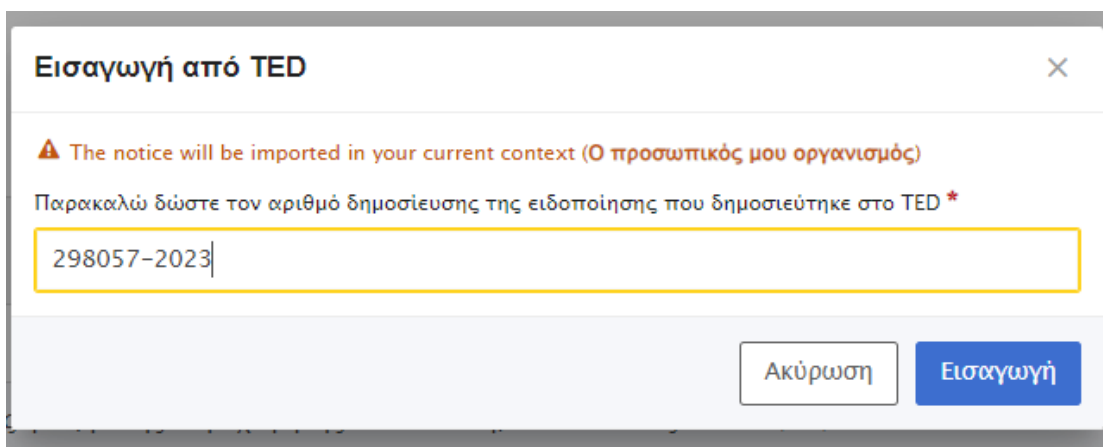 Εισαγωγή από TED
The notice will be imported in your current context (Ο προσωπικός μου οργανισμός)
Παρακαλώ δώστε τον αριθμό δημοσίευσης της ειδοποίησης που δημοσιεύτηκε στο TED *
298057-2023
Ακύρωση Εισαγωγή